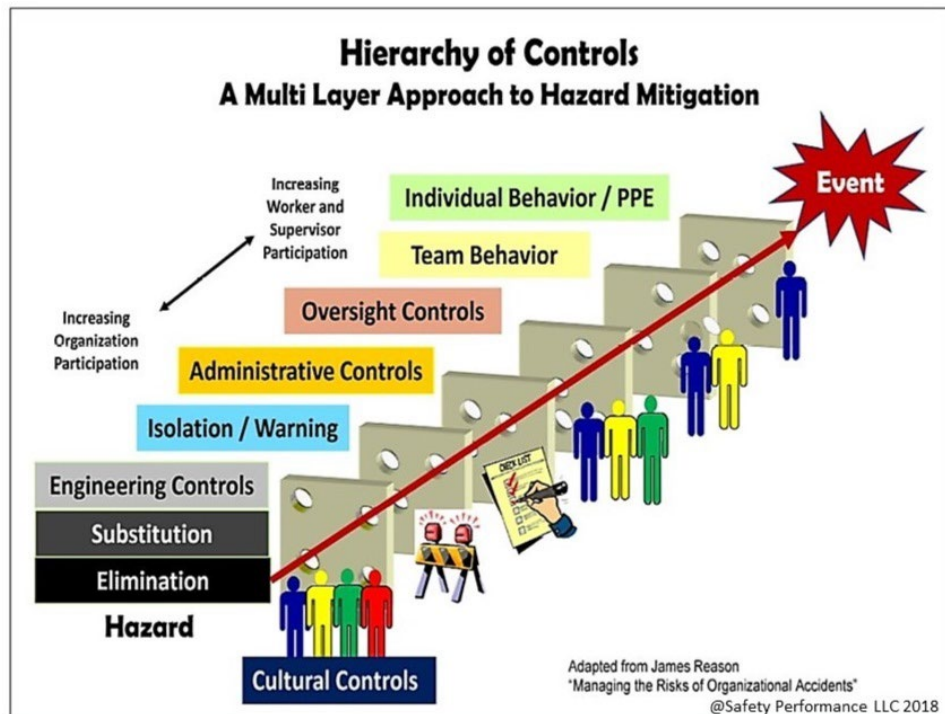 Hierarchy of Controls
A Multi Layer Approach to Hazard Mitigation
Event
Increasing
Worker and
Supervisor
Participation
Individual Behavior / PPE
Team Behavior
Increasing
Organization
Participation
Oversight Controls
Administrative Controls
Isolation / Warning
Engineering Controls
Substitution
Elimination
Hazard
CHECK LIST
Cultural Controls
Adapted from James Reason
"Managing the Risks of Organizational Accidents"
@Safety Performance LLC 2018